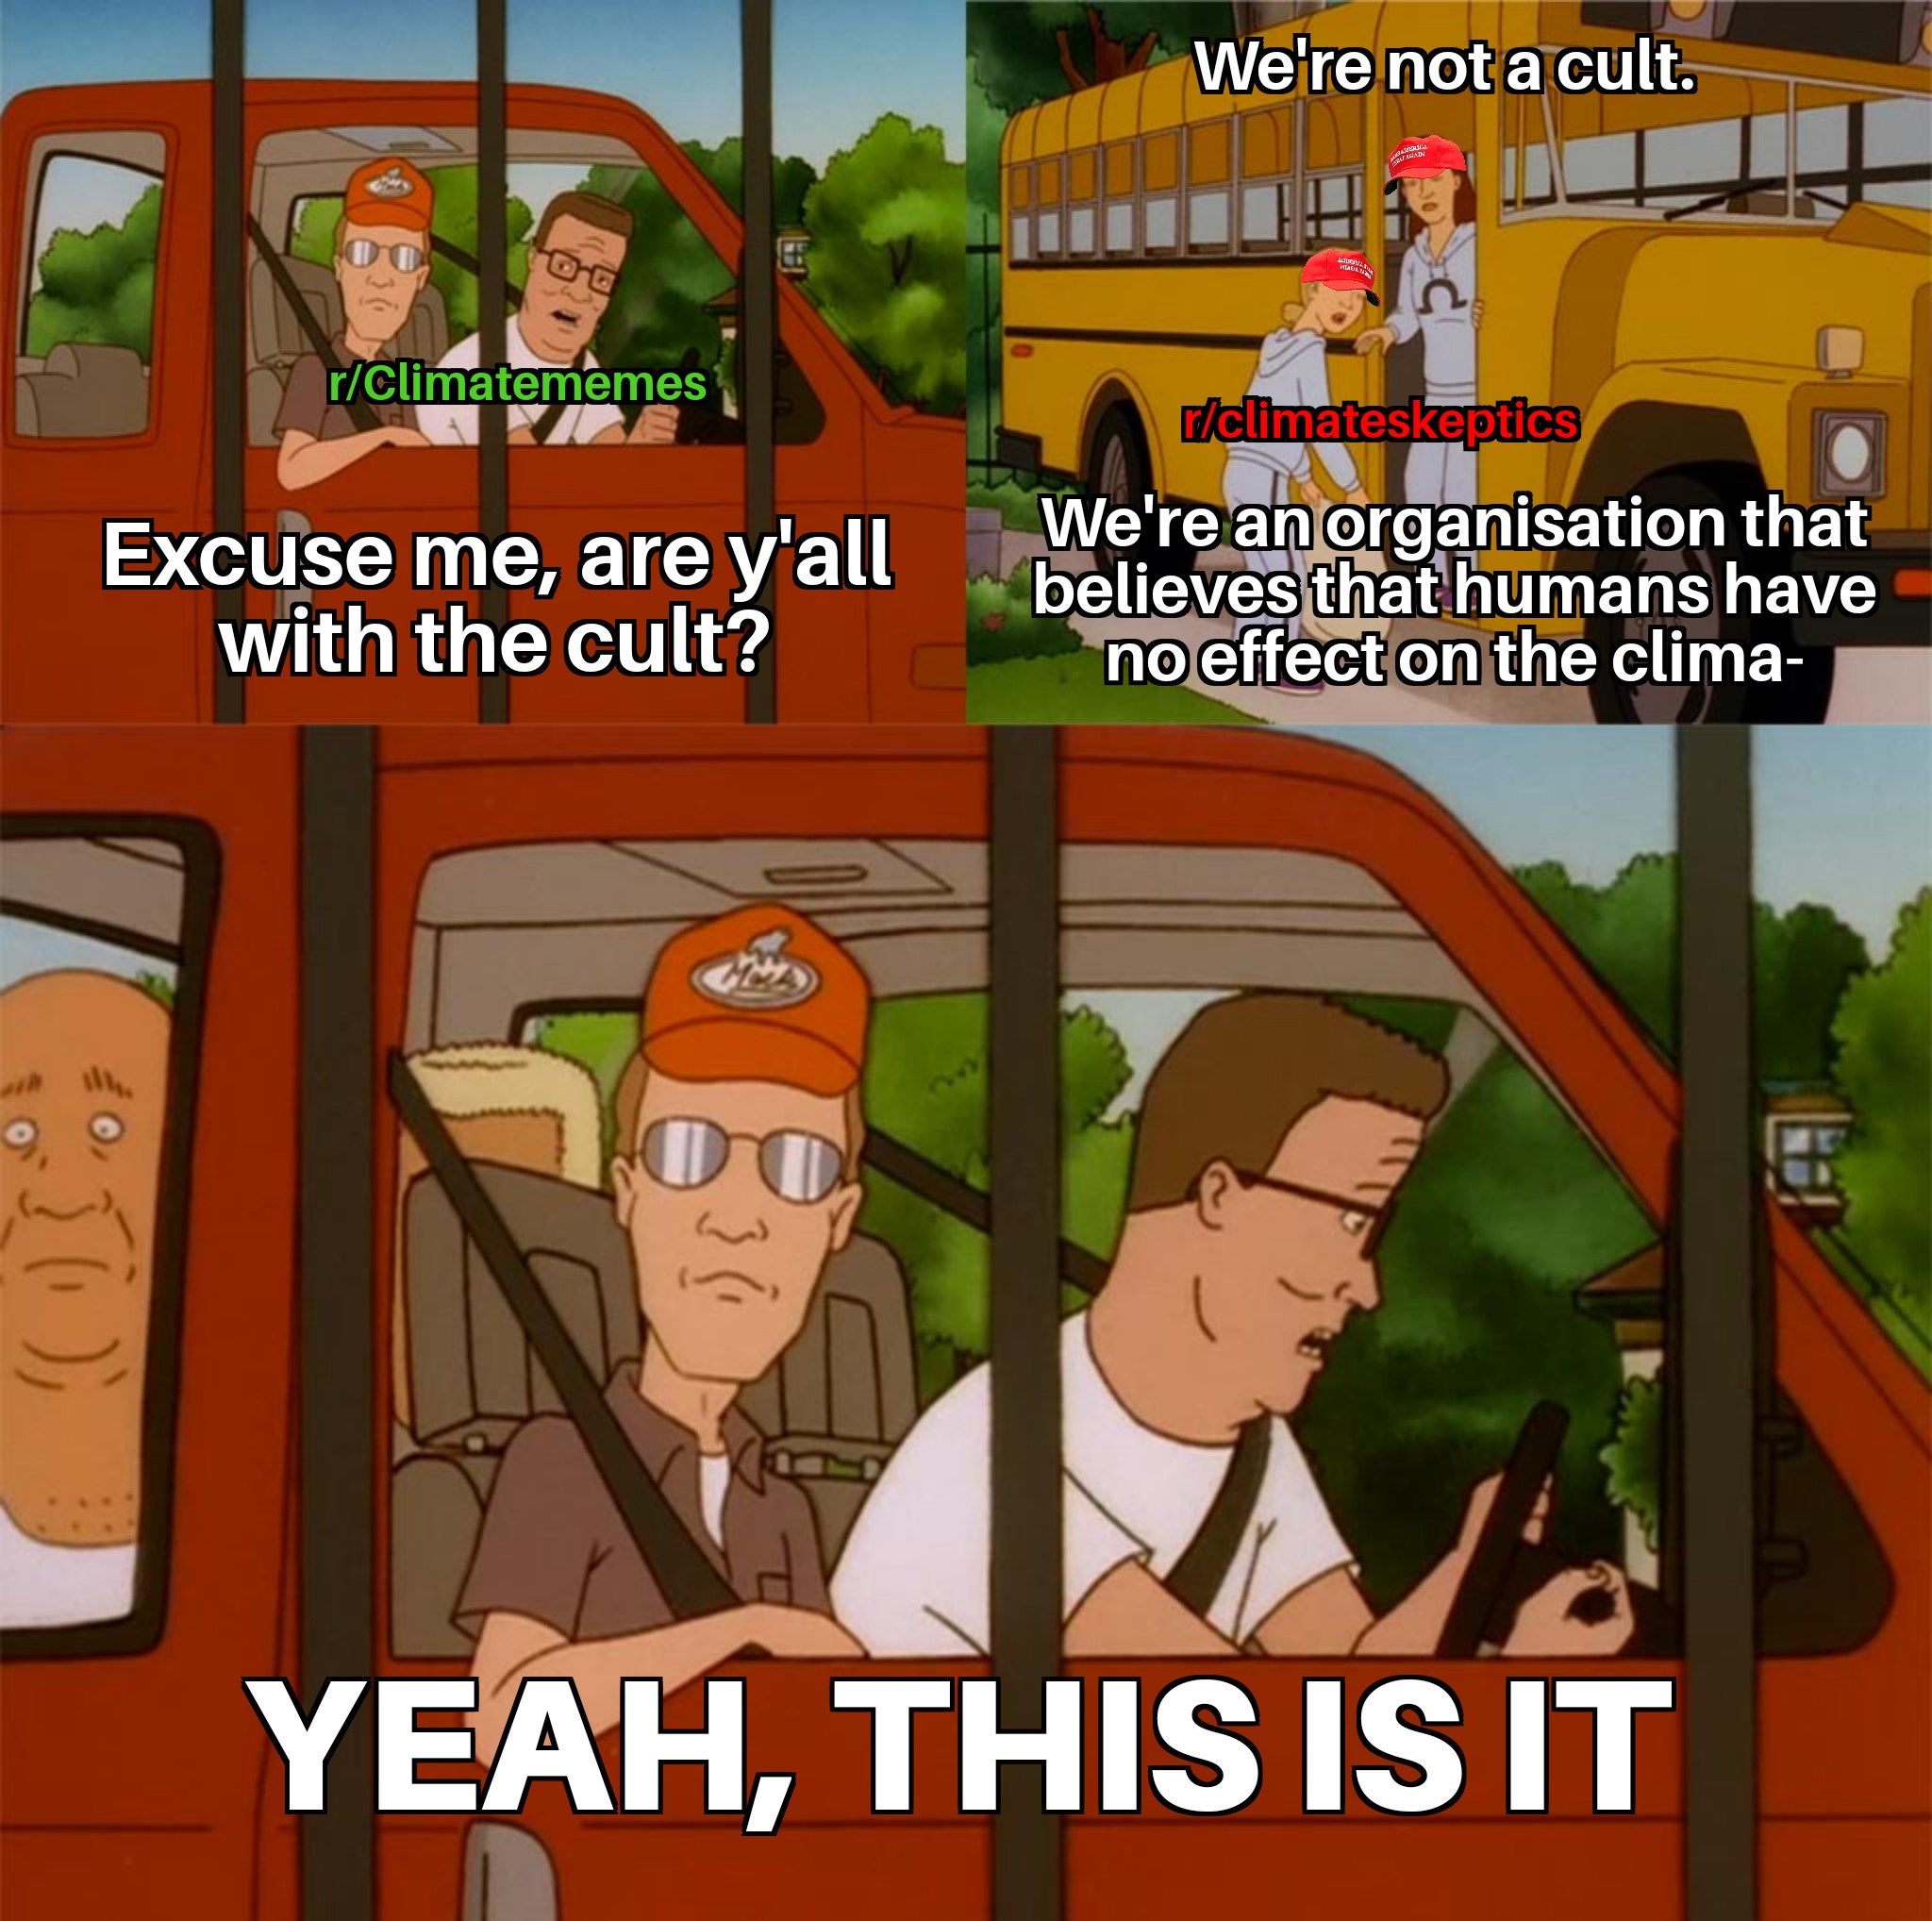 We're not a cult.
r/Climatememes
r/climateskeptics
Excuse me, are y'all
with the cult?
We're an organisation that
believes that humans have
no effect on the clima-
Mack
YEAH, THIS IS IT